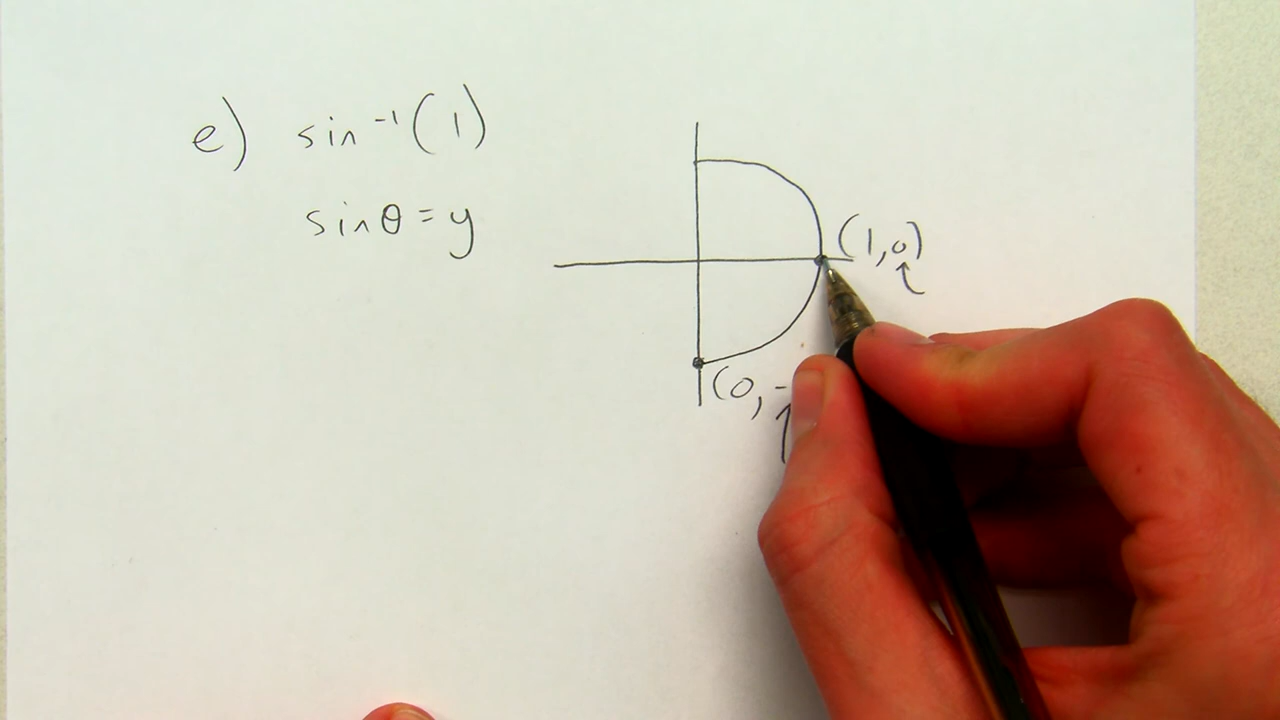 e) sin⁻¹(1)
sinθ = y
(1,0)
(0,-